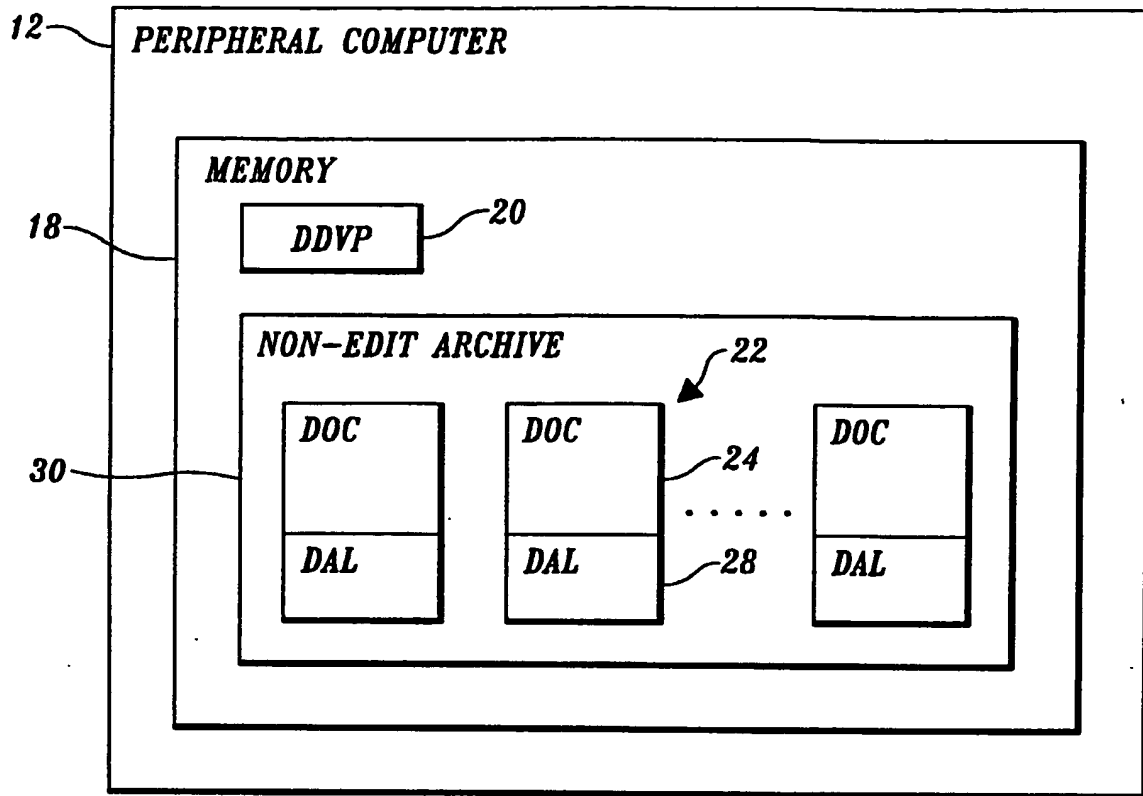 12
PERIPHERAL COMPUTER
MEMORY
18
DDVP
20
NON-EDIT ARCHIVE
22
DOC
DOC
DOC
24
30
.....
DAL
DAL
DAL
28